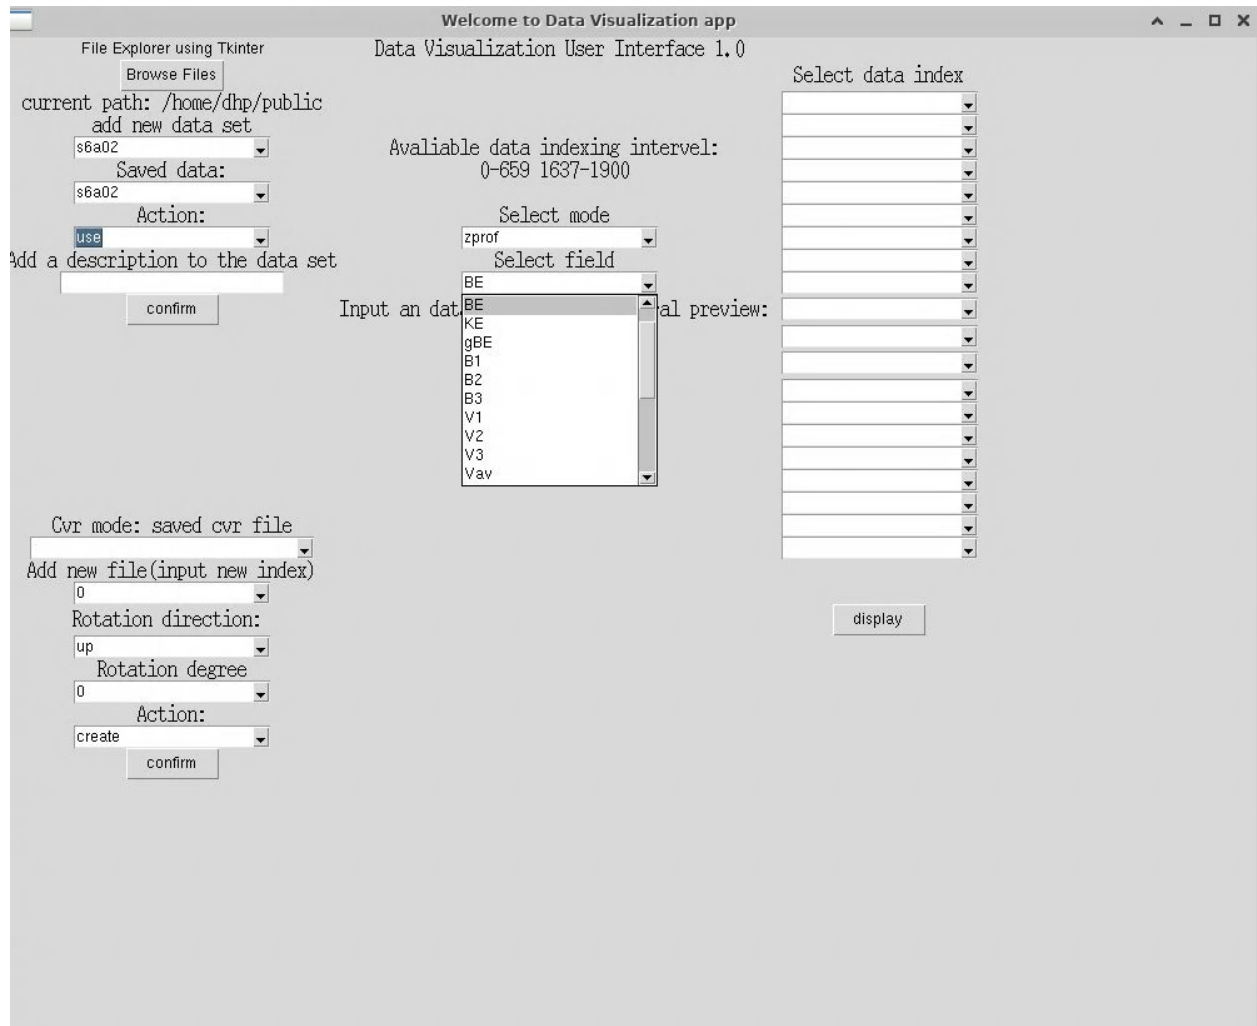 Welcome to Data Visualization app
File Explorer using Tkinter
Browse Files
current path: /home/dhp/public
add new data set
s6a02
Saved data:
s6a02
Action:
use
Add a description to the data set
confirm
Cvr mode: saved cvr file
Add new file(input new index)
0
Rotation direction:
up
Rotation degree
0
Action:
create
confirm
Data Visualization User Interface 1.0
Avaliable data indexing intervel:
0-659 1637-1900
Select mode
zprof
Select field
BE
Input an dat al preview:
BE
KE
gBE
B1
B2
B3
V1
V2
V3
Vav
Select data index
display